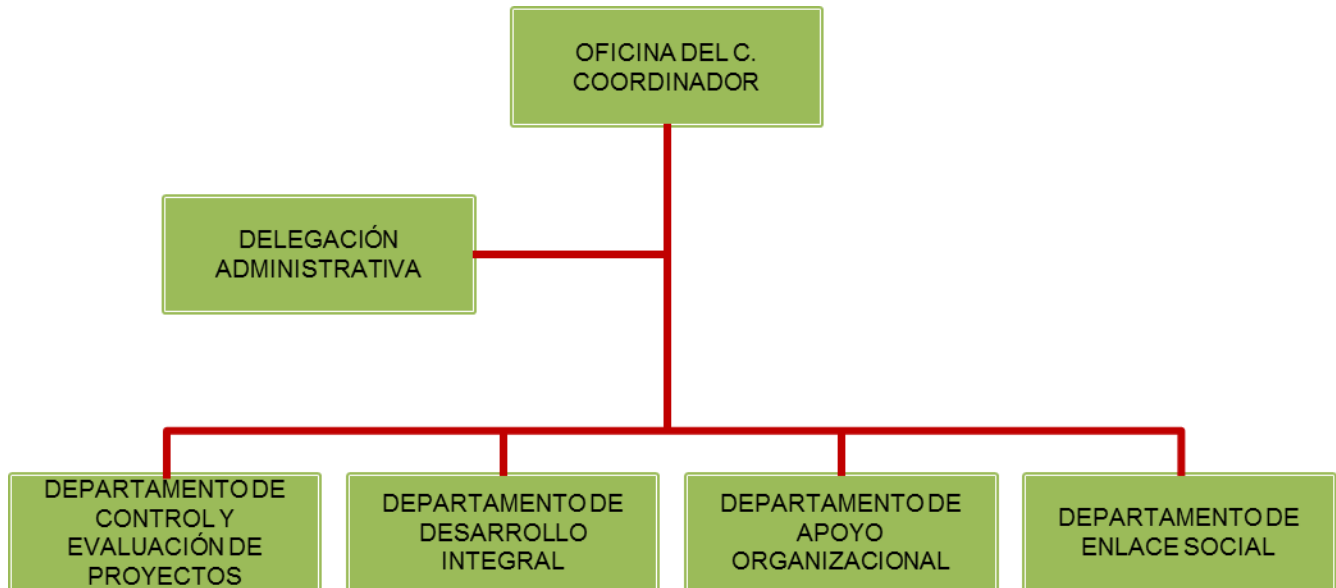 OFICINA DEL C.
COORDINADOR
DELEGACIÓN
ADMINISTRATIVA
DEPARTAMENTO DE
CONTROL Y
EVALUACIÓN DE
PROYECTOS
DEPARTAMENTO DE
DESARROLLO
INTEGRAL
DEPARTAMENTO DE
APOYO
ORGANIZACIONAL
DEPARTAMENTO DE
ENLACE SOCIAL